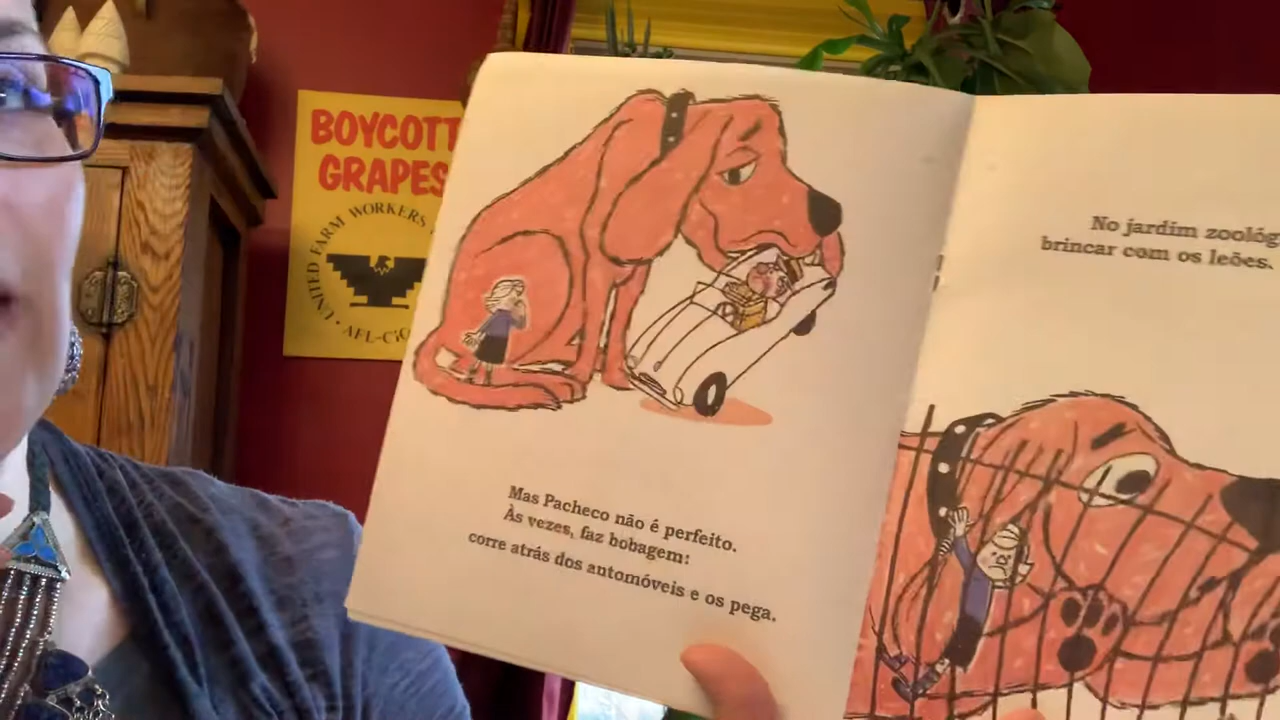 BOYCOTT
GRAPES
UNITED FARM WORKERS
AFL-CIO
Mas Pacheco não é perfeito.
Às vezes, faz bobagem:
corre atrás dos automóveis e os pega.
No jardim
brincar com os leões.